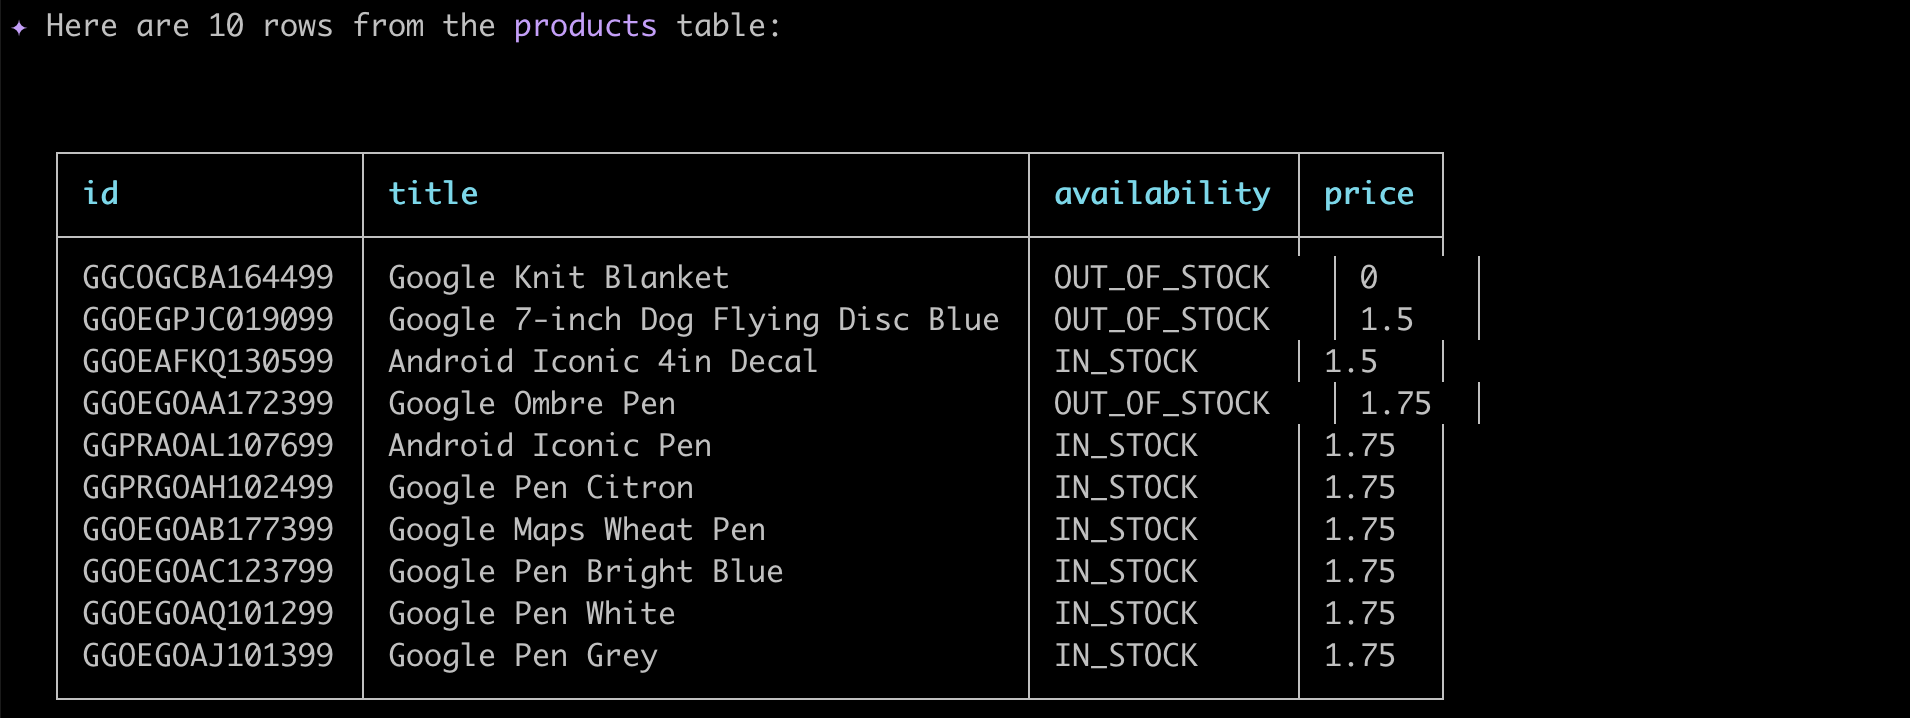 ✦ Here are 10 rows from the products table:
id title availability price
GGCOGCBA164499 Google Knit Blanket OUT_OF_STOCK 0
GGOEGPJC019099 Google 7-inch Dog Flying Disc Blue OUT_OF_STOCK 1.5
GGOEAFKQ130599 Android Iconic 4in Decal IN_STOCK 1.5
GGOEGOAA172399 Google Ombre Pen OUT_OF_STOCK 1.75
GGPRAOAL107699 Android Iconic Pen IN_STOCK 1.75
GGPRGOAH102499 Google Pen Citron IN_STOCK 1.75
GGOEGOAB177399 Google Maps Wheat Pen IN_STOCK 1.75
GGOEGOAC123799 Google Pen Bright Blue IN_STOCK 1.75
GGOEGOAQ101299 Google Pen White IN_STOCK 1.75
GGOEGOAJ101399 Google Pen Grey IN_STOCK 1.75